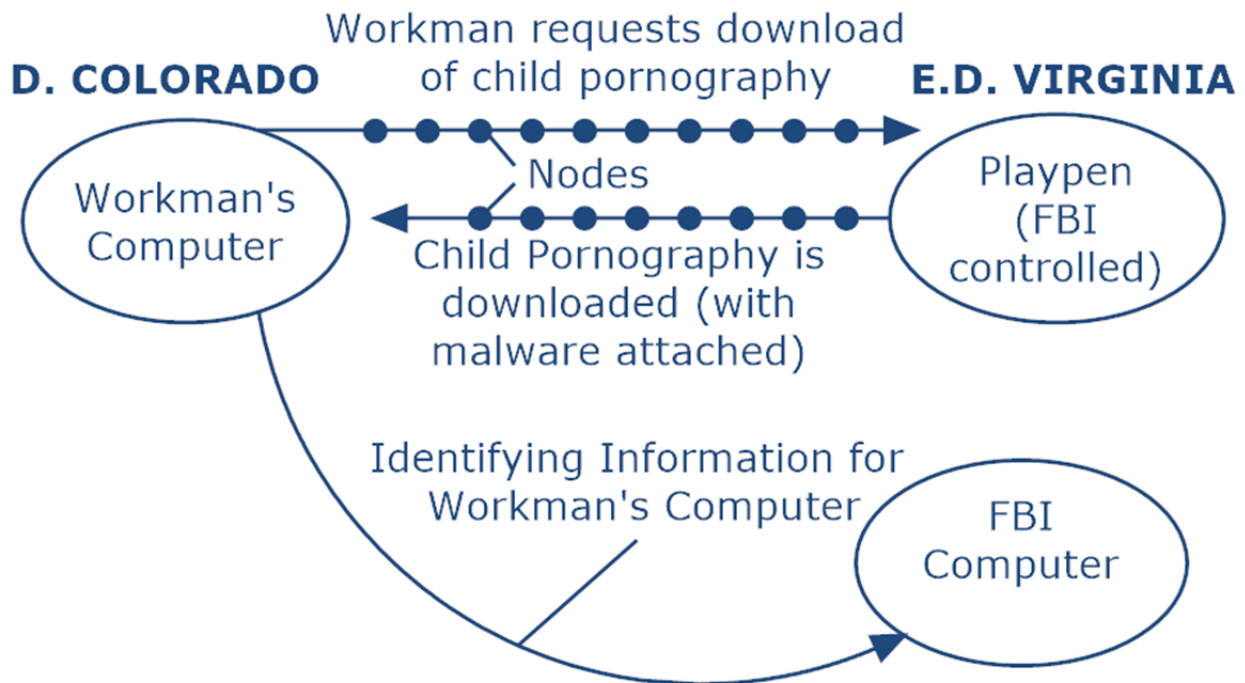 Workman requests download
of child pornography
D. COLORADO
E.D. VIRGINIA
Workman's
Computer
Nodes
Playpen
(FBI
controlled)
Child Pornography is
downloaded (with
malware attached)
Identifying Information for
Workman's Computer
FBI
Computer